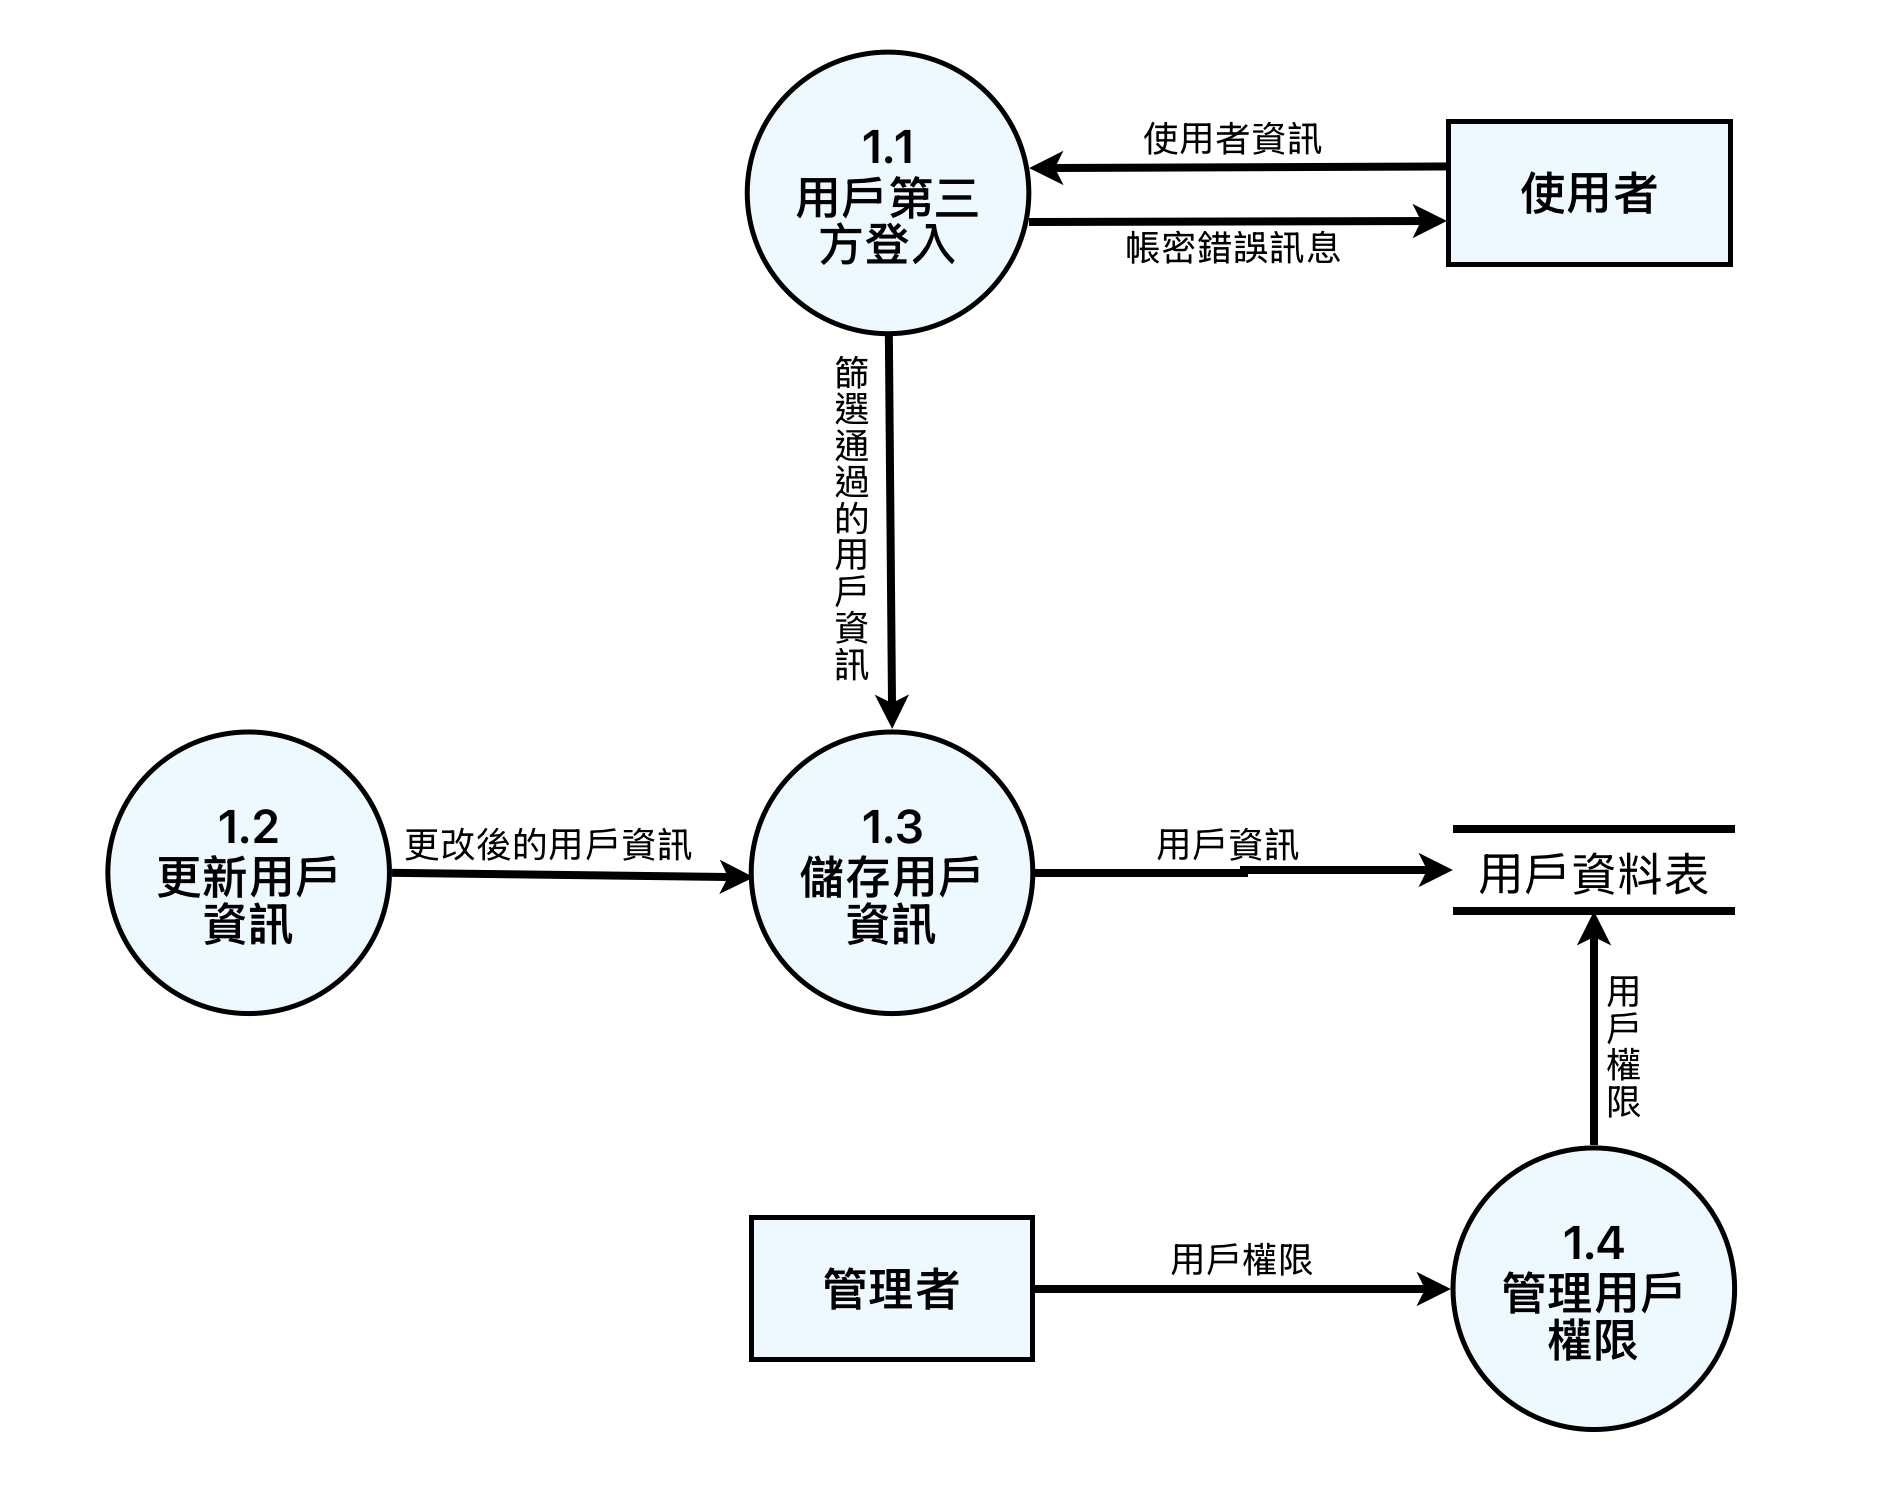 1.1
用戶第三
方登入
使用者資訊
使用者
帳密錯誤訊息
篩選通過的用戶資訊
1.2
更新用戶
資訊
更改後的用戶資訊
1.3
儲存用戶
資訊
用戶資訊
用戶資料表
用戶權限
管理者
用戶權限
1.4
管理用戶
權限